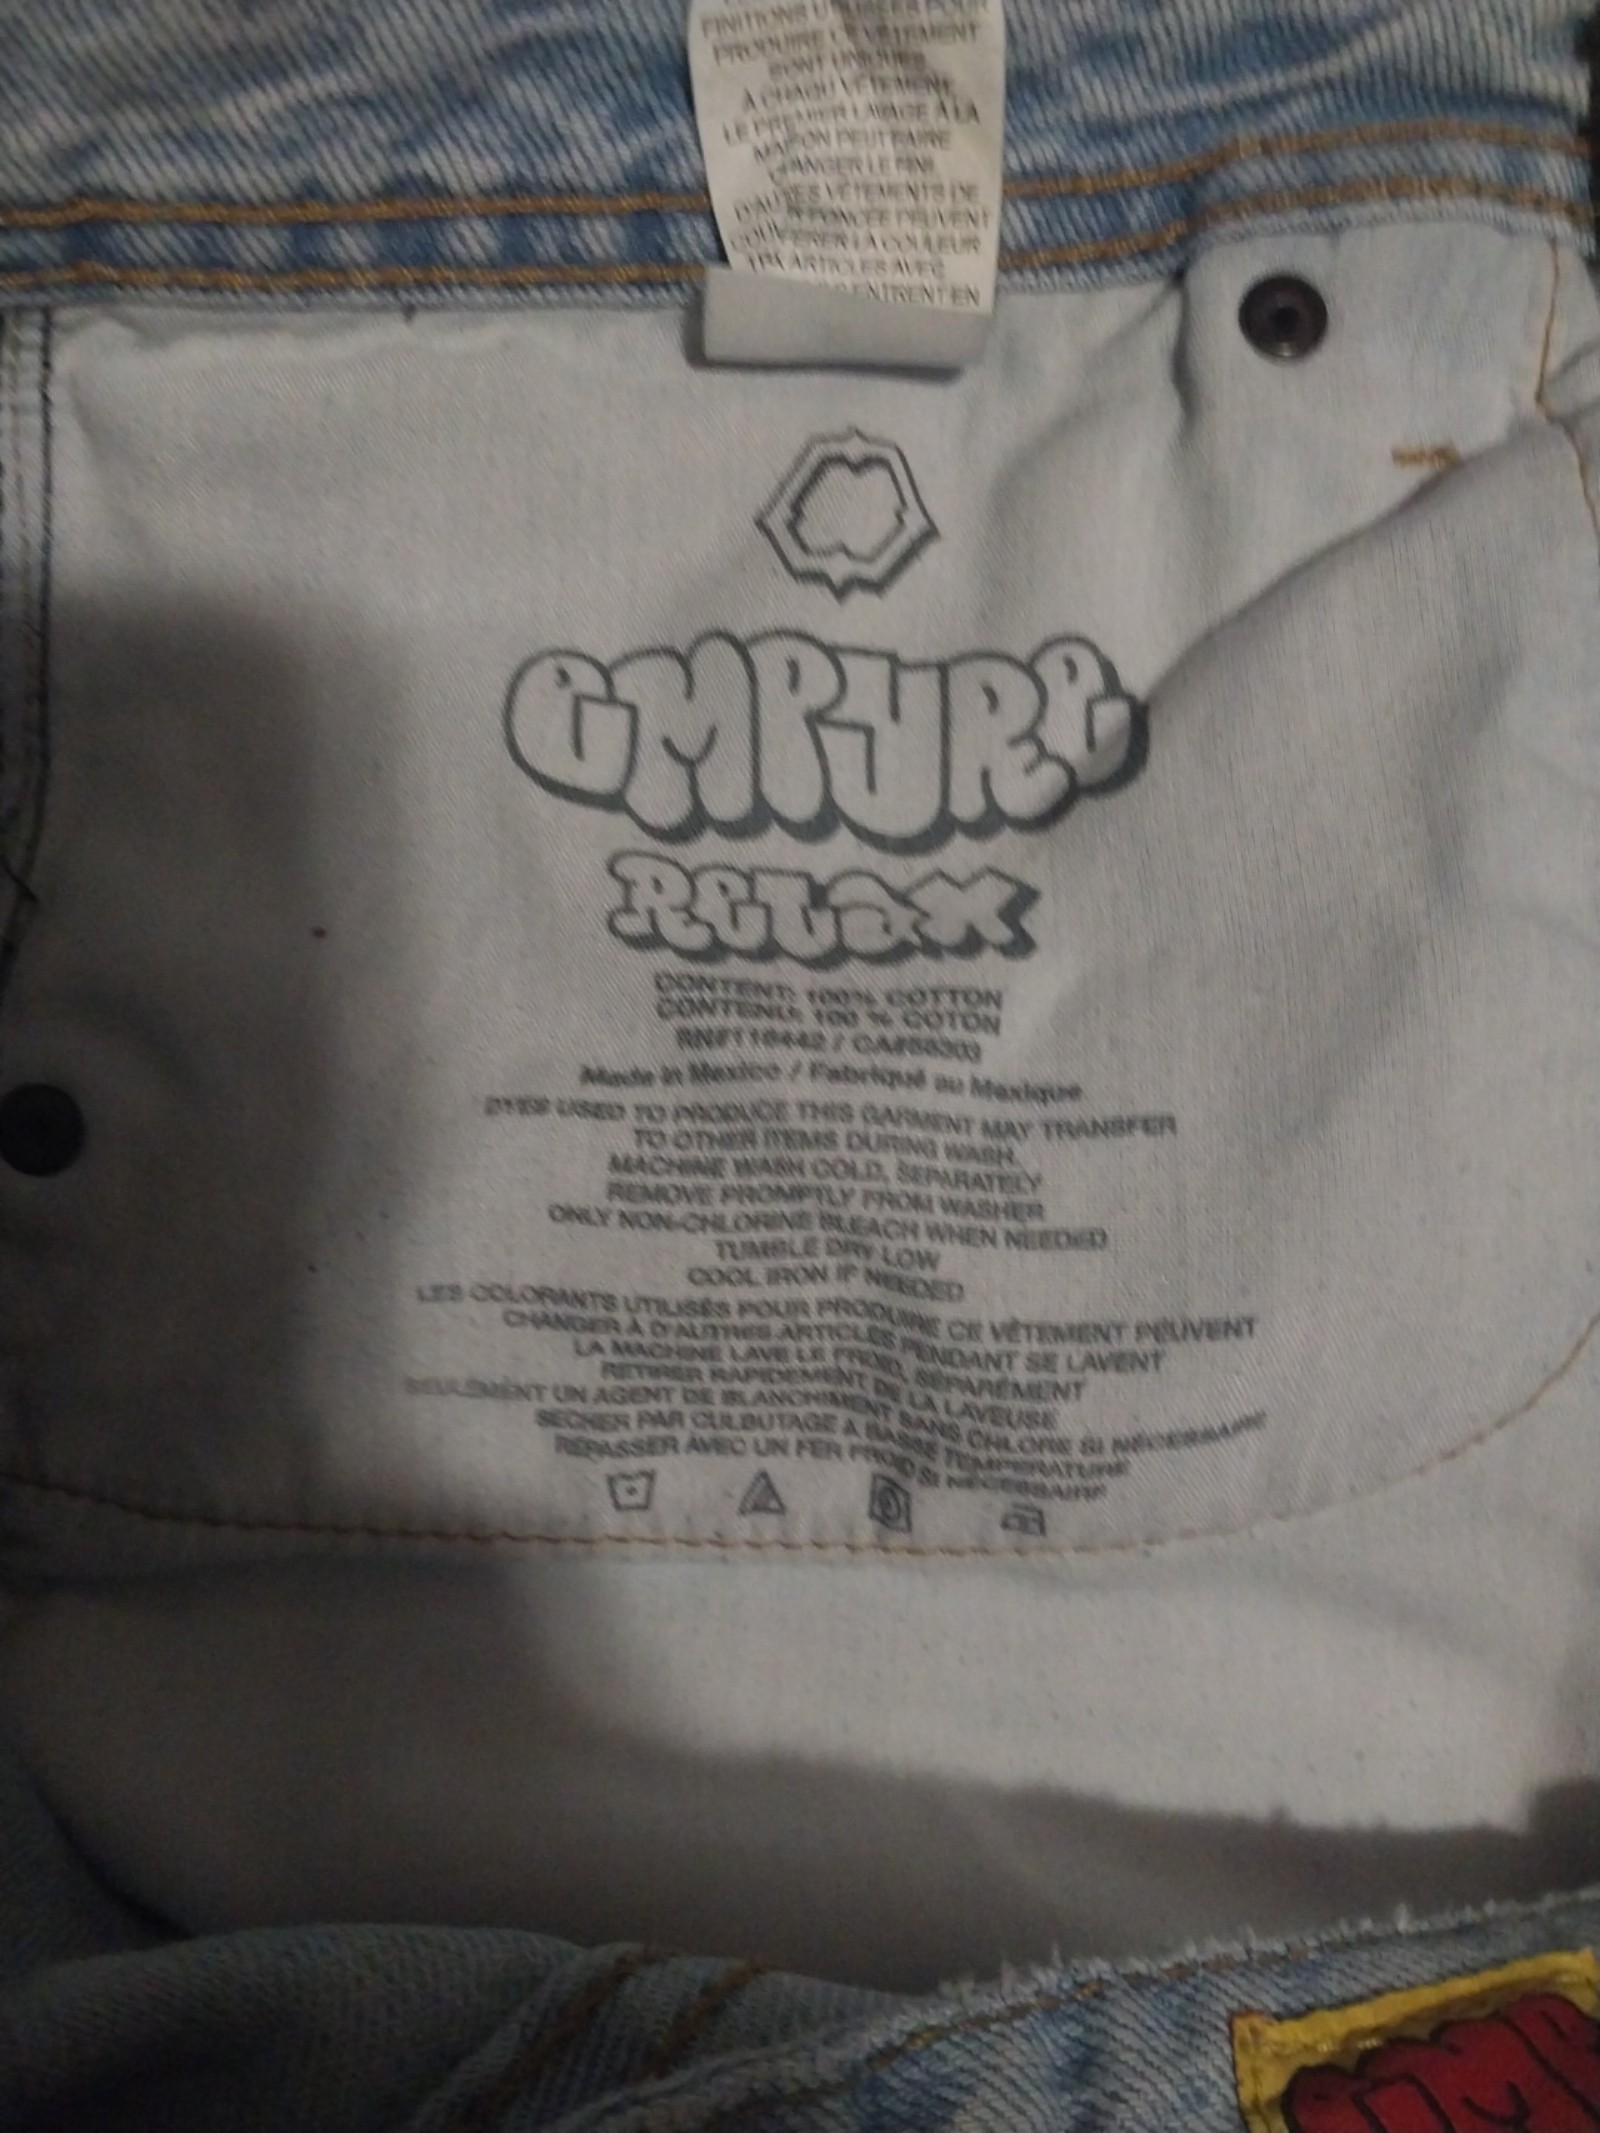 FINITIONS UTILISÉES POUR
PRODUIRE CE VÊTEMENT
SONT UNIQUES
À CHAQU VÊTEMENT.
LE PREMIER LAVAGE À LA
MAISON PEUT FAIRE
CHANGER LE FINI.
D'AUTRES VÊTEMENTS DE
PONCÉE PEUVENT
LA COULEUR
ARTICLES AVEC
ENTRENT EN
EMPYRE
RELAX
CONTENT: 100% COTTON
CONTENU: 100 % COTON
RN#116442 / CA#58303
Made in Mexico / Fabriqué au Mexique
DYES USED TO PRODUCE THIS GARMENT MAY TRANSFER
TO OTHER ITEMS DURING WASH.
MACHINE WASH COLD, SEPARATELY
REMOVE PROMPTLY FROM WASHER
ONLY NON-CHLORINE BLEACH WHEN NEEDED
TUMBLE DRY LOW
COOL IRON IF NEEDED
LES COLORANTS UTILISÉS POUR PRODUIRE CE VÊTEMENT PEUVENT
CHANGER À D'AUTRES ARTICLES PENDANT SE LAVENT
LA MACHINE LAVE LE FROID, SÉPARÉMENT
RETIRER RAPIDEMENT DE LA LAVEUSE
SEULEMENT UN AGENT DE BLANCHIMENT SANS CHLORE SI NÉCESSAIRE
SÉCHER PAR CULBUTAGE À BASSE TEMPÉRATURE
REPASSER AVEC UN FER FROID SI NÉCESSAIRE